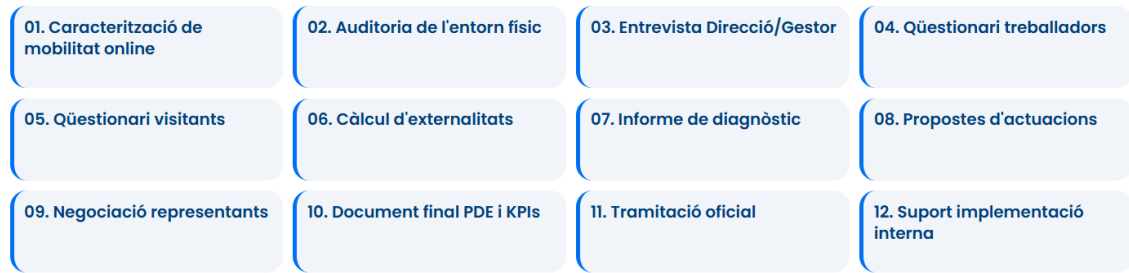 01. Caracterització de
mobilitat online
02. Auditoria de l'entorn físic
03. Entrevista Direcció/Gestor
04. Qüestionari treballadors
05. Qüestionari visitants
06. Càlcul d'externalitats
07. Informe de diagnòstic
08. Propostes d'actuacions
09. Negociació representants
10. Document final PDE i KPIs
11. Tramitació oficial
12. Suport implementació
interna